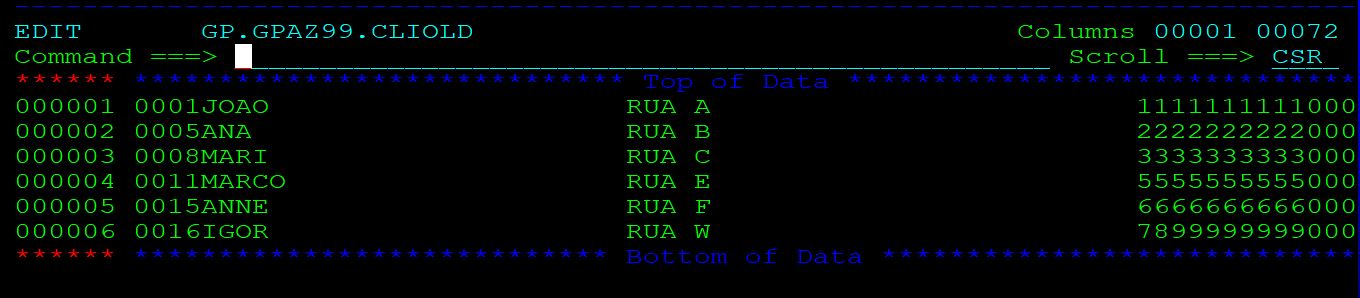 EDIT       GP.GPAZ99.CLIOLD                                Columns 00001 00072
Command ===>                                                  Scroll ===> CSR
****** ***************************** Top of Data ******************************
000001 0001JOAO                     RUA A                         1111111111000
000002 0005ANA                      RUA B                         2222222222000
000003 0008MARI                     RUA C                         3333333333000
000004 0011MARCO                    RUA E                         5555555555000
000005 0015ANNE                     RUA F                         6666666666000
000006 0016IGOR                     RUA W                         7899999999000
****** **************************** Bottom of Data ****************************